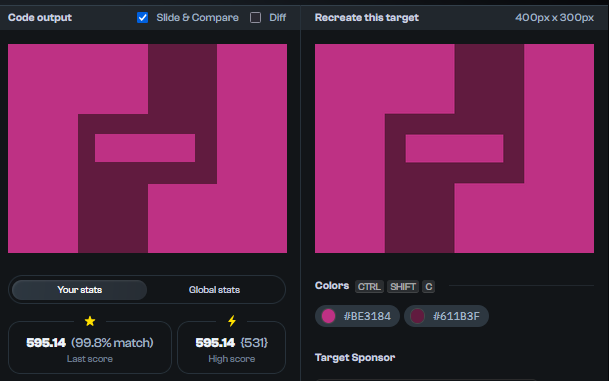 Code output
Slide & Compare
Diff
Recreate this target
400px x 300px
Your stats
Global stats
595.14 (99.8% match)
Last score
595.14 {531}
High score
Colors CTRL SHIFT C
#BE3184
#611B3F
Target Sponsor